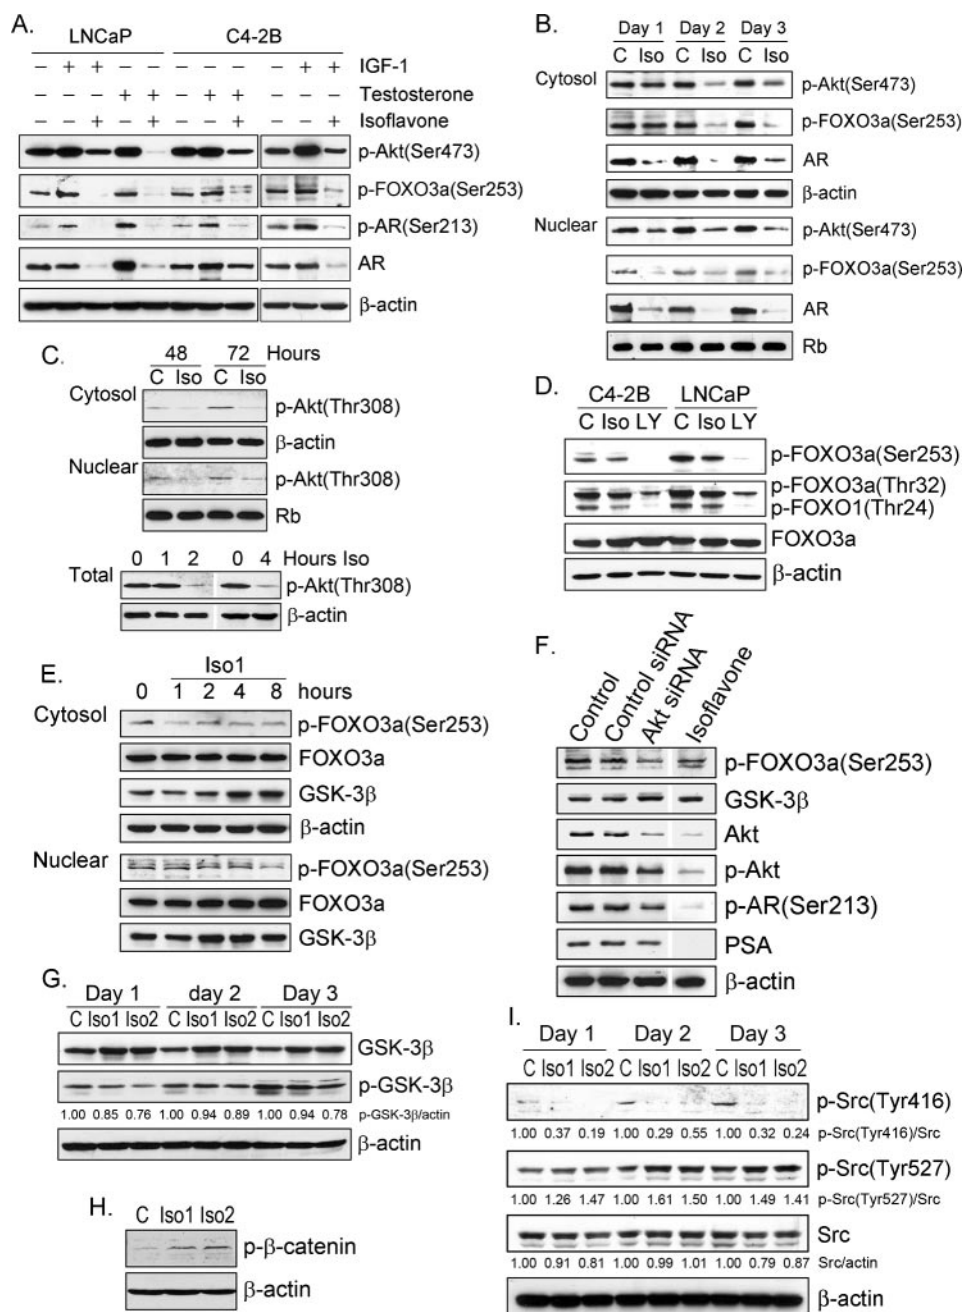 A.
LNCaP C4-2B
− + + − − − − − − + + IGF-1
− − − + + − + + − − − Testosterone
− − + − + − − + − − + Isoflavone
p-Akt(Ser473)
p-FOXO3a(Ser253)
p-AR(Ser213)
AR
β-actin
B.
Day 1 Day 2 Day 3
C Iso C Iso C Iso
Cytosol
p-Akt(Ser473)
p-FOXO3a(Ser253)
AR
β-actin
Nuclear
p-Akt(Ser473)
p-FOXO3a(Ser253)
AR
Rb
C.
48 72 Hours
C Iso C Iso
Cytosol
p-Akt(Thr308)
β-actin
Nuclear
p-Akt(Thr308)
Rb
0 1 2 0 4 Hours Iso
Total
p-Akt(Thr308)
β-actin
D.
C4-2B LNCaP
C Iso LY C Iso LY
p-FOXO3a(Ser253)
p-FOXO3a(Thr32)
p-FOXO1(Thr24)
FOXO3a
β-actin
E.
Iso1
0 1 2 4 8 hours
Cytosol
p-FOXO3a(Ser253)
FOXO3a
GSK-3β
β-actin
Nuclear
p-FOXO3a(Ser253)
FOXO3a
GSK-3β
F.
Control
Control siRNA
Akt siRNA
Isoflavone
p-FOXO3a(Ser253)
GSK-3β
Akt
p-Akt
p-AR(Ser213)
PSA
β-actin
G.
Day 1 day 2 Day 3
C Iso1 Iso2 C Iso1 Iso2 C Iso1 Iso2
GSK-3β
p-GSK-3β
1.00 0.85 0.76 1.00 0.94 0.89 1.00 0.94 0.78 p-GSK-3β/actin
β-actin
H.
C Iso1 Iso2
p-β-catenin
β-actin
I.
Day 1 Day 2 Day 3
C Iso1 Iso2 C Iso1 Iso2 C Iso1 Iso2
p-Src(Tyr416)
1.00 0.37 0.19 1.00 0.29 0.55 1.00 0.32 0.24 p-Src(Tyr416)/Src
p-Src(Tyr527)
1.00 1.26 1.47 1.00 1.61 1.50 1.00 1.49 1.41 p-Src(Tyr527)/Src
Src
1.00 0.91 0.81 1.00 0.99 1.01 1.00 0.79 0.87 Src/actin
β-actin